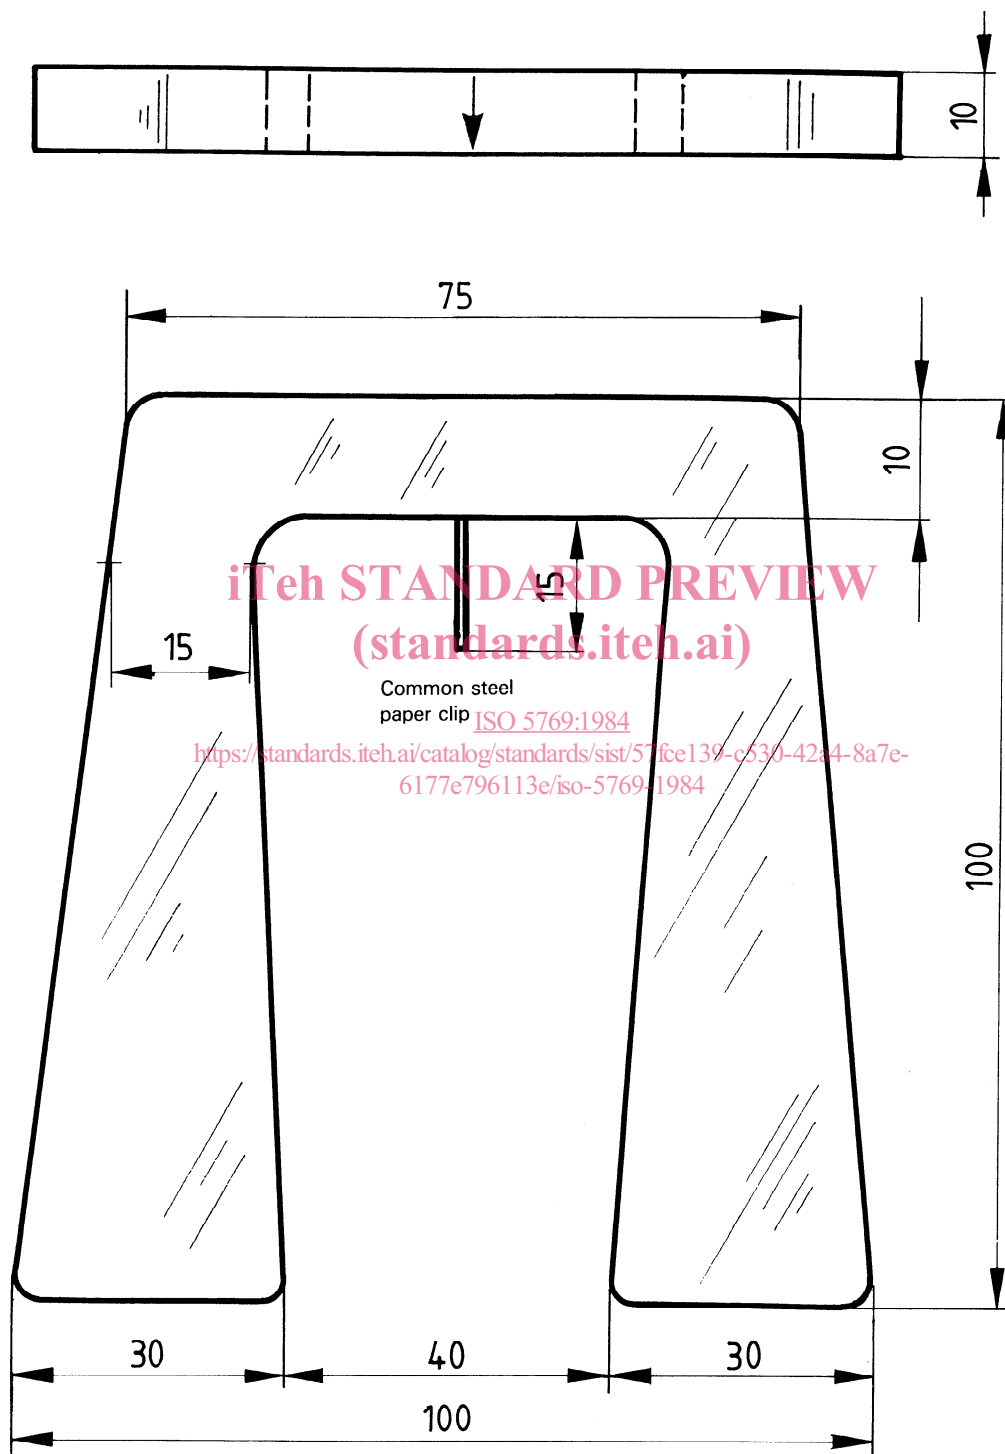 10
75
10
iTeh STANDARD PREVIEW
15
(standards.iteh.ai)
15
Common steel
paper clip
ISO 5769:1984
https://standards.iteh.ai/catalog/standards/sist/57fce139-c530-42a4-8a7e-
6177e796113e/iso-5769-1984
100
30
40
30
100